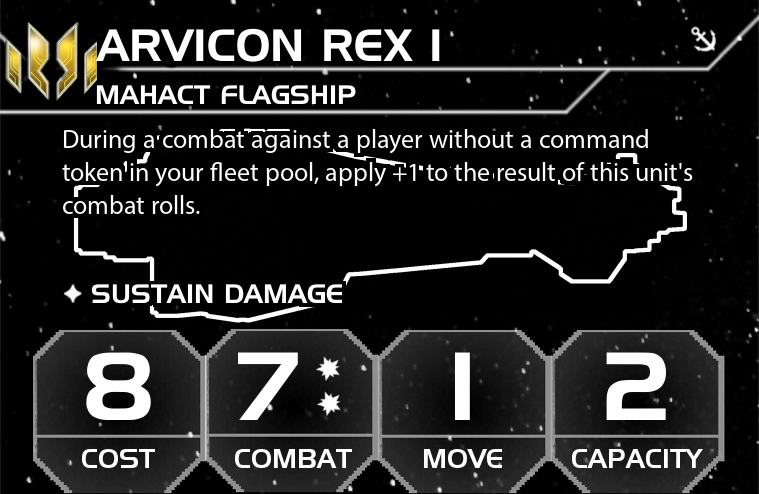 ARVICON REX I
MAHACT FLAGSHIP
During a combat against a player without a command
token in your fleet pool, apply +1 to the result of this unit's
combat rolls.
SUSTAIN DAMAGE
8 7 1 2
COST COMBAT MOVE CAPACITY